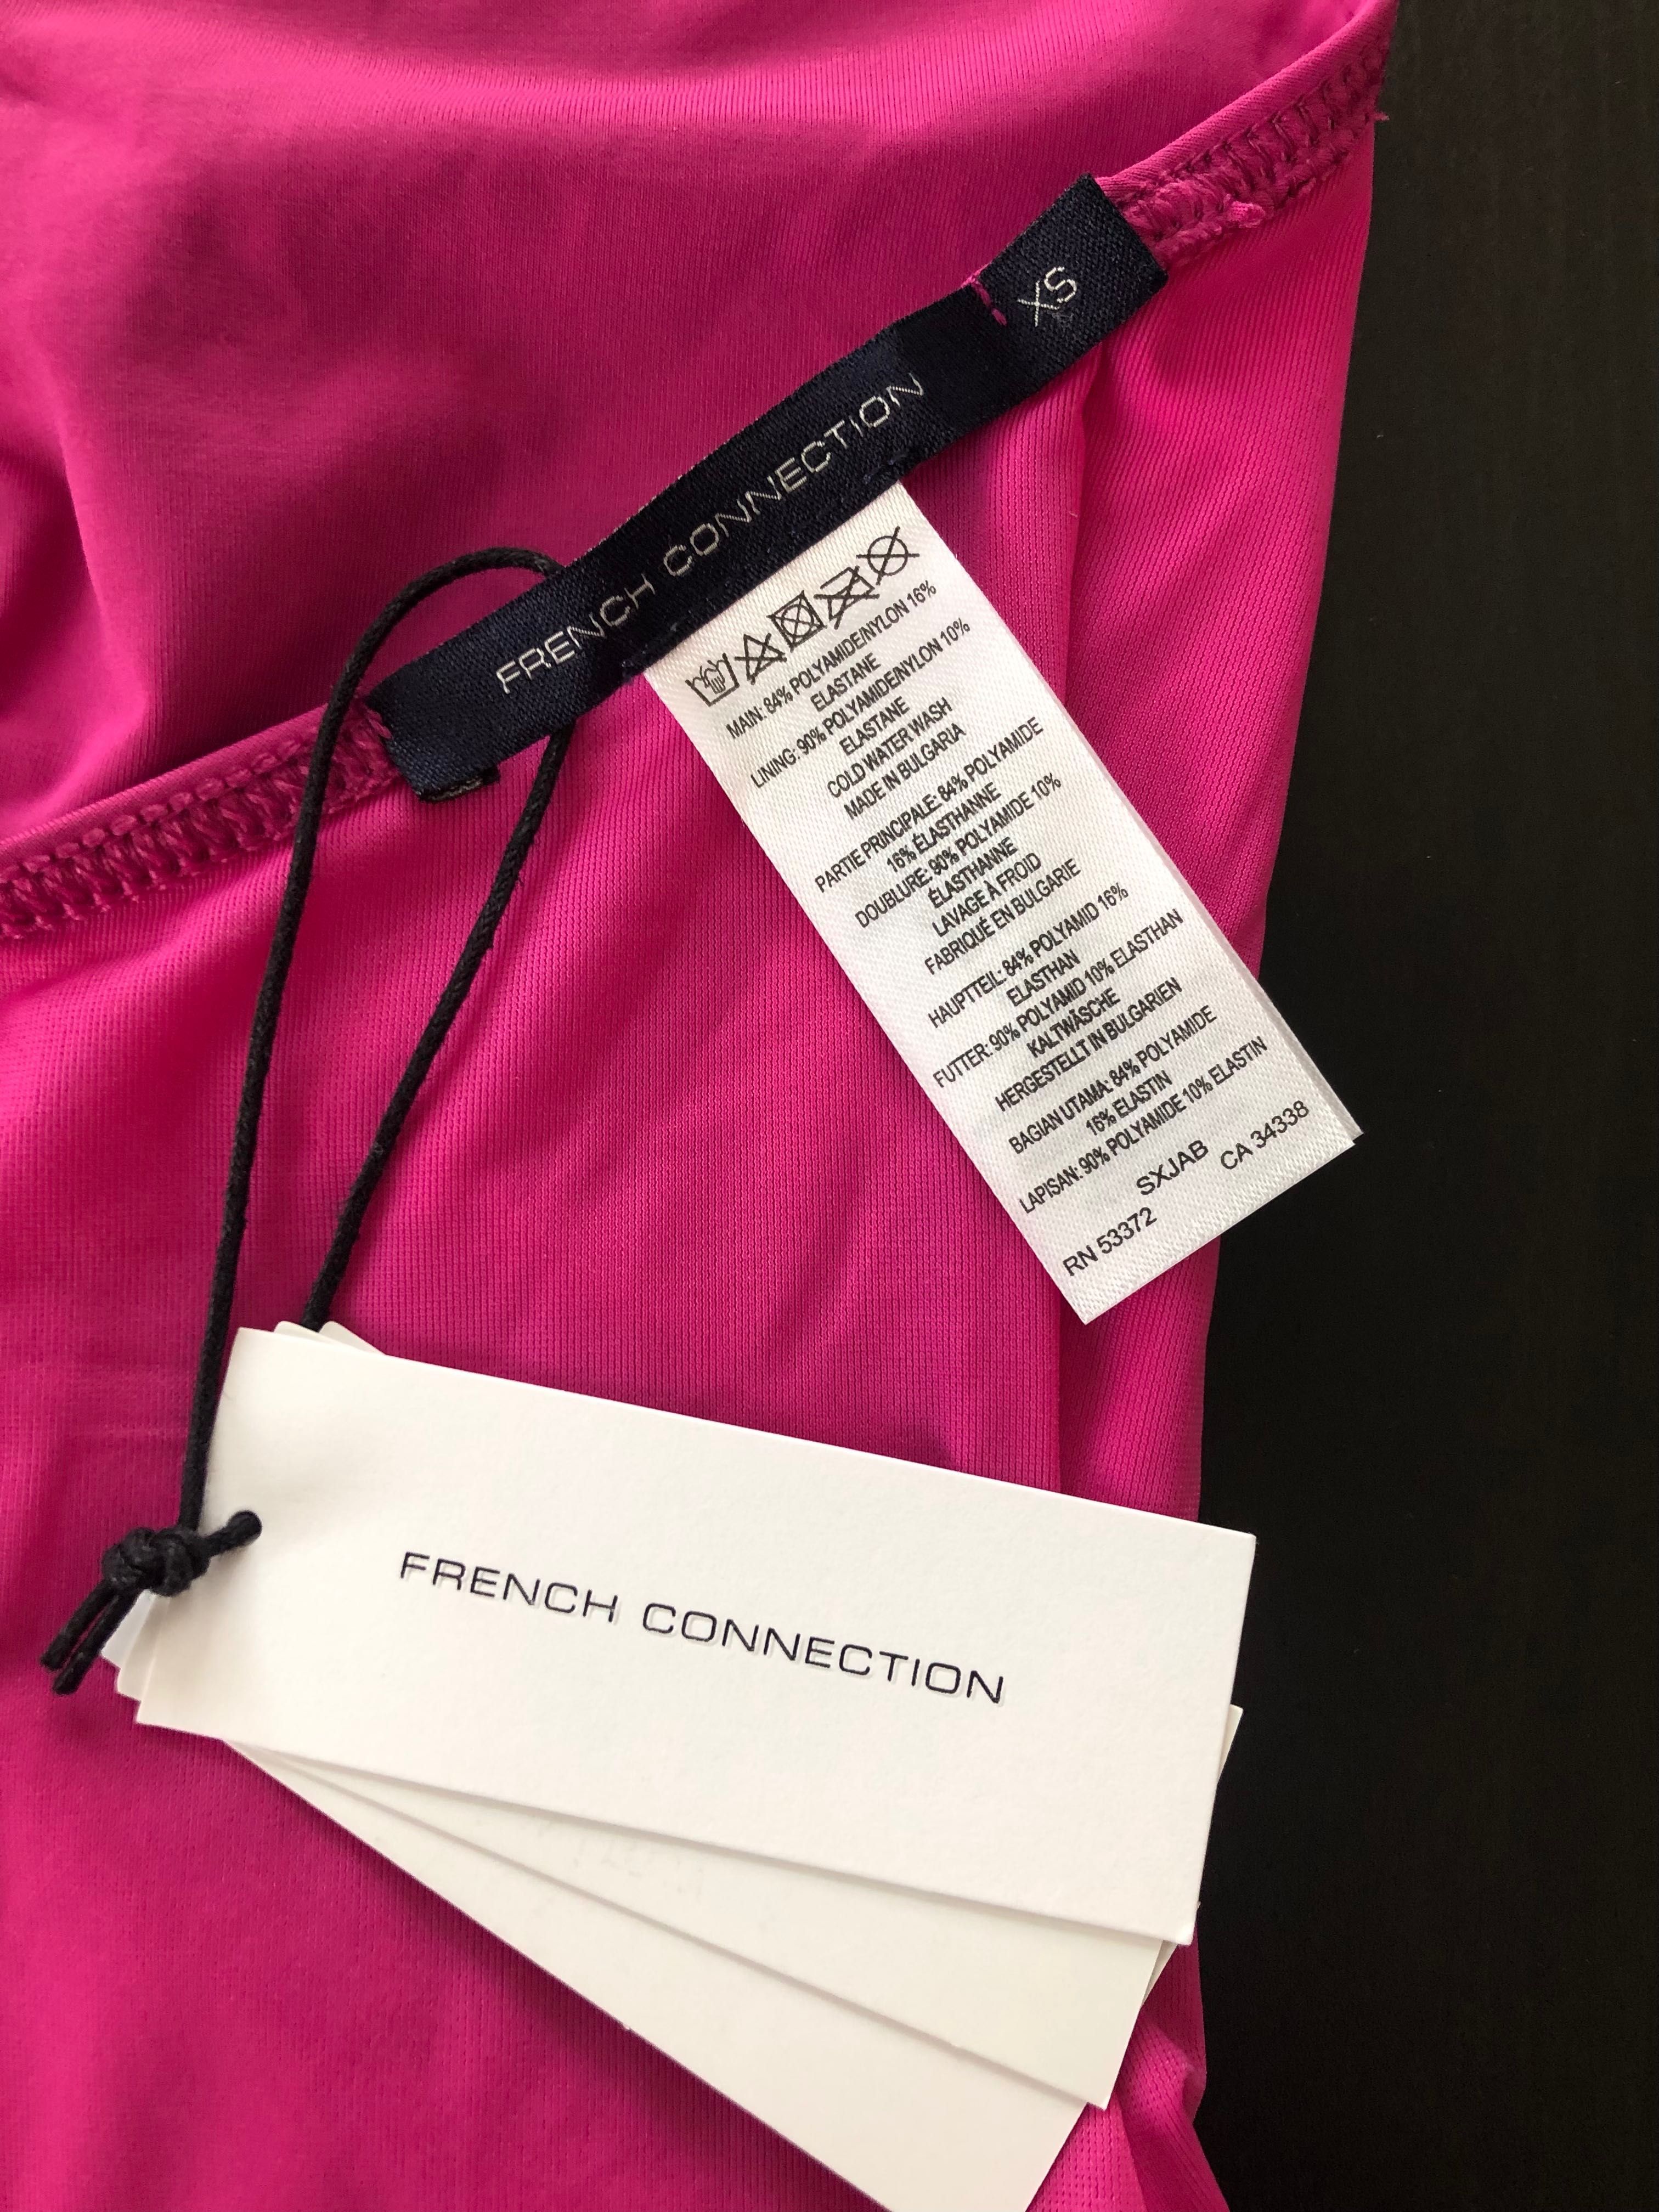 XS
FRENCH CONNECTION
MAIN: 84% POLYAMIDE/NYLON 16%
ELASTANE
LINING: 90% POLYAMIDE/NYLON 10%
ELASTANE
COLD WATER WASH
MADE IN BULGARIA
PARTIE PRINCIPALE: 84% POLYAMIDE
16% ÉLASTHANNE
DOUBLURE: 90% POLYAMIDE 10%
ÉLASTHANNE
LAVAGE À FROID
FABRIQUÉ EN BULGARIE
HAUPTTEIL: 84% POLYAMID 16%
ELASTHAN
FUTTER: 90% POLYAMID 10% ELASTHAN
KALTWÄSCHE
HERGESTELLT IN BULGARIEN
BAGIAN UTAMA: 84% POLYAMIDE
16% ELASTIN
LAPISAN: 90% POLYAMIDE 10% ELASTIN
SXJAB
RN 53372 CA 34338
FRENCH CONNECTION